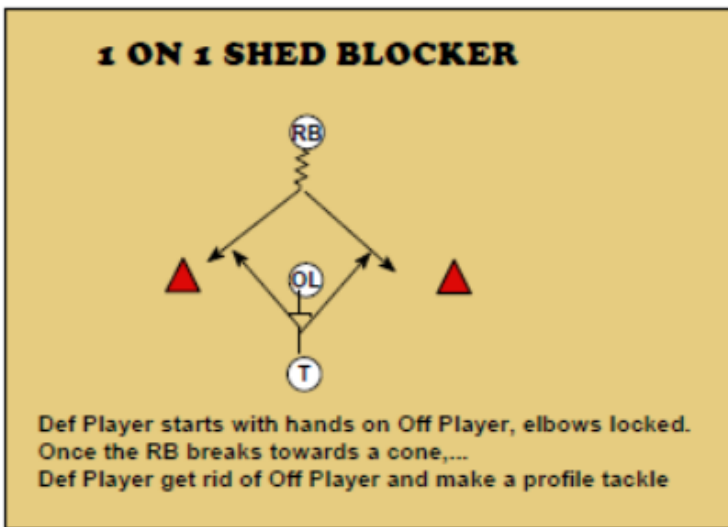 1 ON 1 SHED BLOCKER
RB
OL
T
Def Player starts with hands on Off Player, elbows locked.
Once the RB breaks towards a cone,...
Def Player get rid of Off Player and make a profile tackle